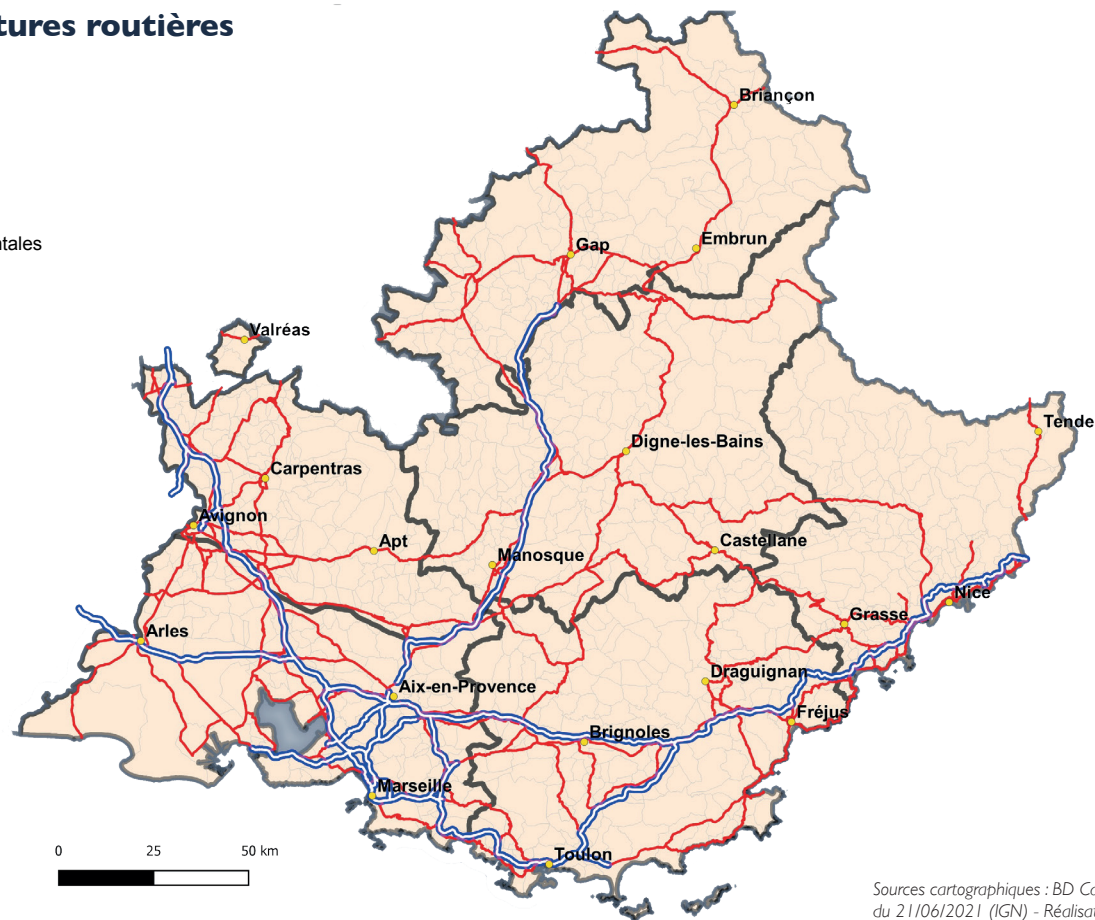 tures routières
tales
Briançon
Gap
Embrun
Valréas
Tende
Digne-les-Bains
Carpentras
Avignon
Apt
Castellane
Manosque
Nice
Grasse
Arles
Draguignan
Aix-en-Provence
Fréjus
Brignoles
Marseille
Toulon
0 25 50 km
Sources cartographiques : BD Ca
du 21/06/2021 (IGN) - Réalisat